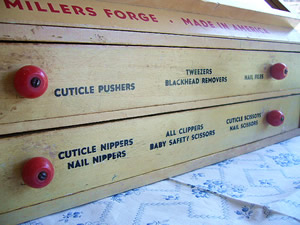 MILLERS FORGE · MADE IN AMERICA
CUTICLE PUSHERS
TWEEZERS
BLACKHEAD REMOVERS
NAIL FILES
CUTICLE NIPPERS
NAIL NIPPERS
ALL CLIPPERS
BABY SAFETY SCISSORS
CUTICLE SCISSORS
NAIL SCISSORS